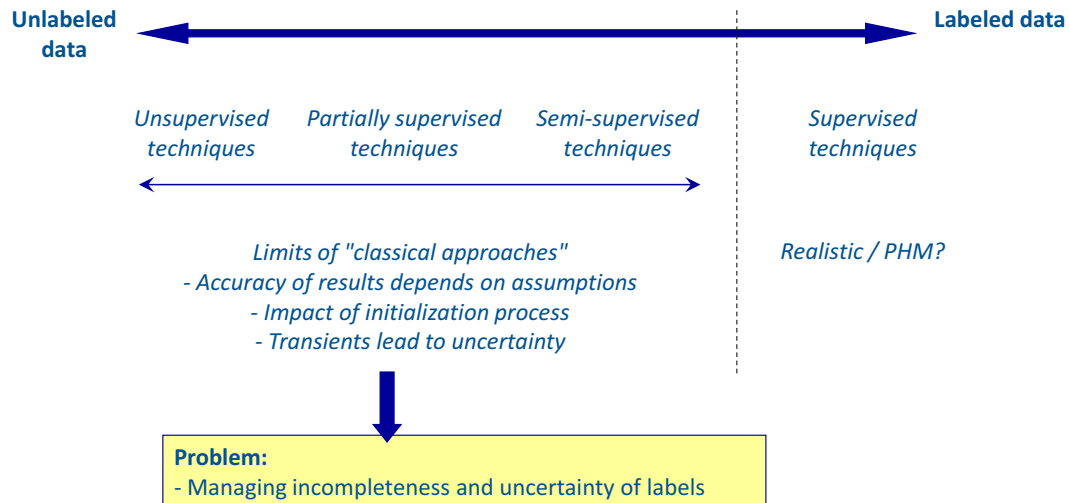 Unlabeled
data
Labeled data
Unsupervised
techniques
Partially supervised
techniques
Semi-supervised
techniques
Supervised
techniques
Limits of "classical approaches"
- Accuracy of results depends on assumptions
- Impact of initialization process
- Transients lead to uncertainty
Realistic / PHM?
Problem:
- Managing incompleteness and uncertainty of labels